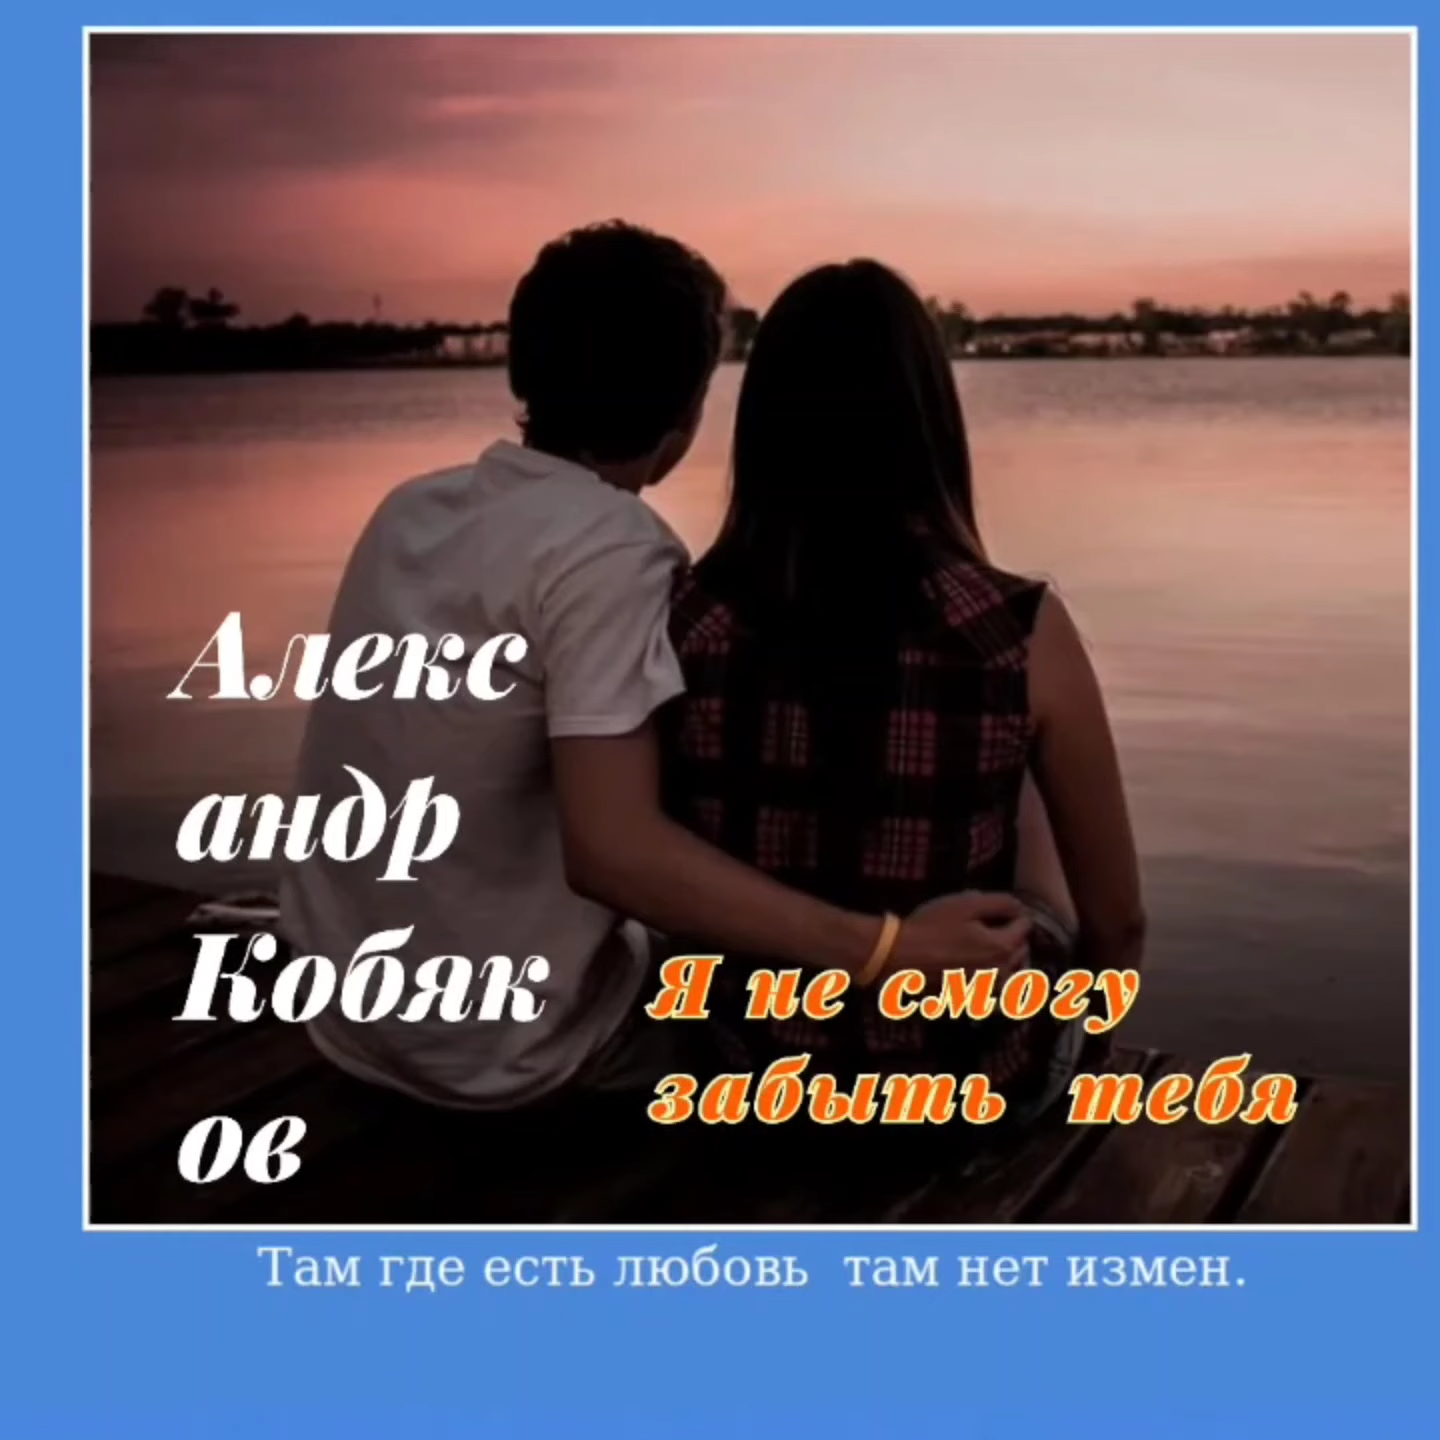 Алекс
андр
Кобяк
ов
Я не смогу
забыть тебя
Там где есть любовь там нет измен.